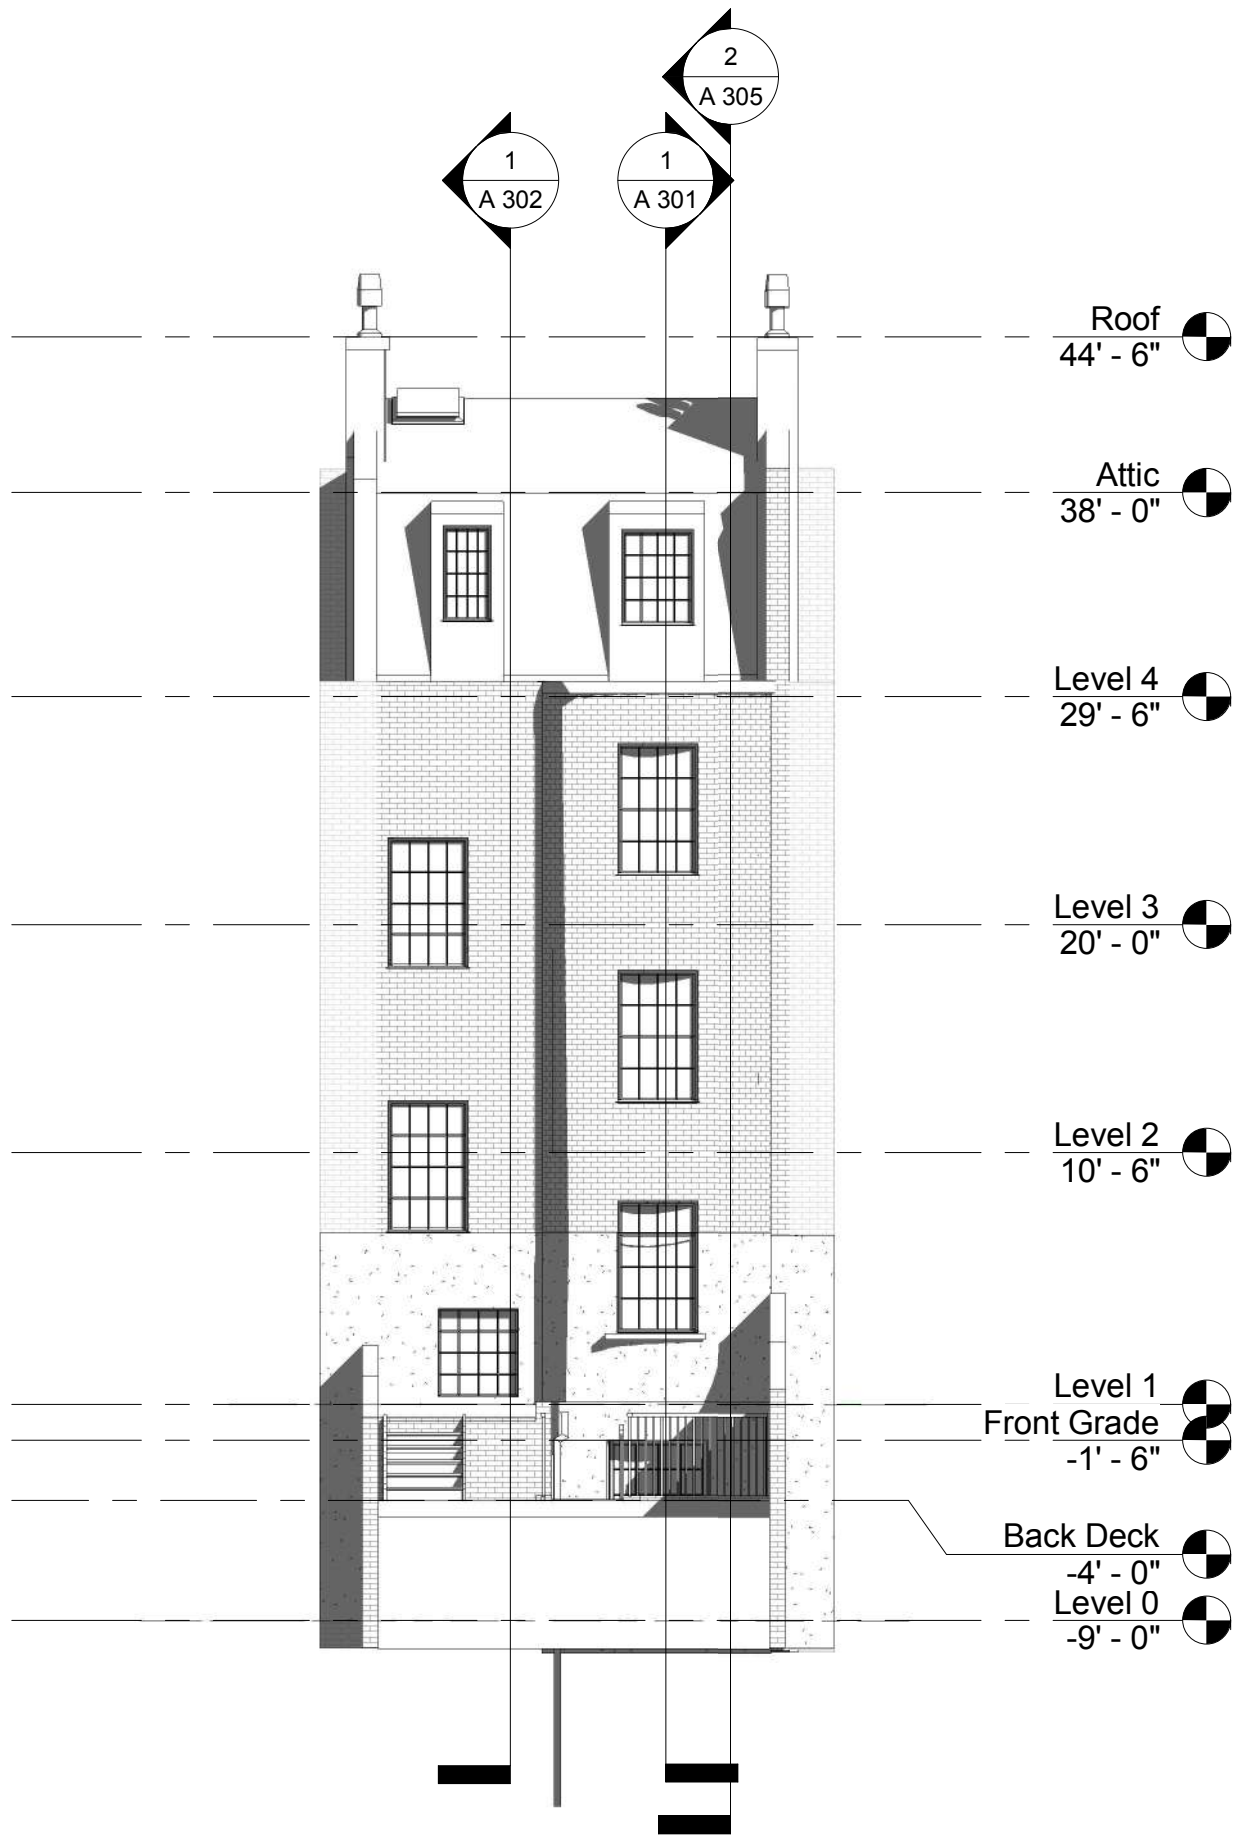 2
A 305
1
A 302
1
A 301
Roof
44' - 6"
Attic
38' - 0"
Level 4
29' - 6"
Level 3
20' - 0"
Level 2
10' - 6"
Level 1
Front Grade
-1' - 6"
Back Deck
-4' - 0"
Level 0
-9' - 0"